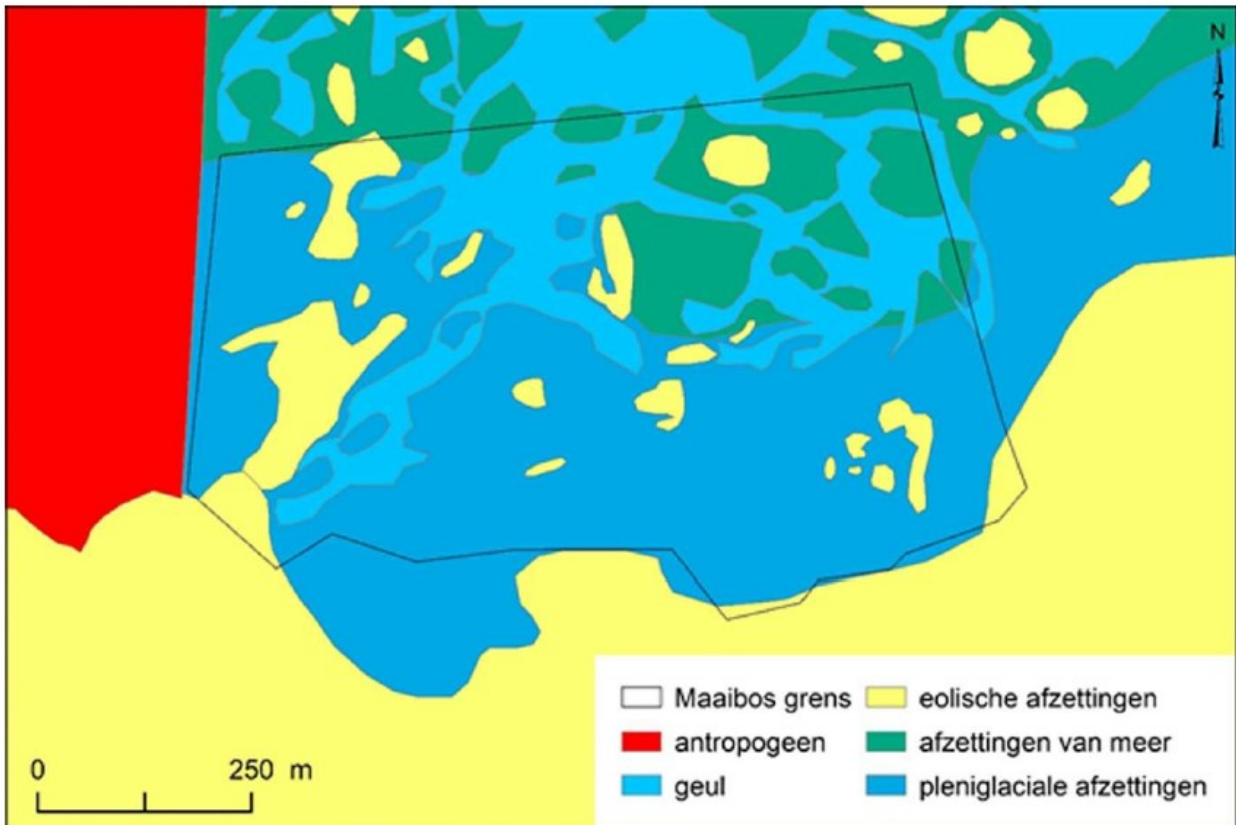 N
Maaibos grens
eolische afzettingen
antropogeen
afzettingen van meer
geul
pleniglaciale afzettingen
0 250 m